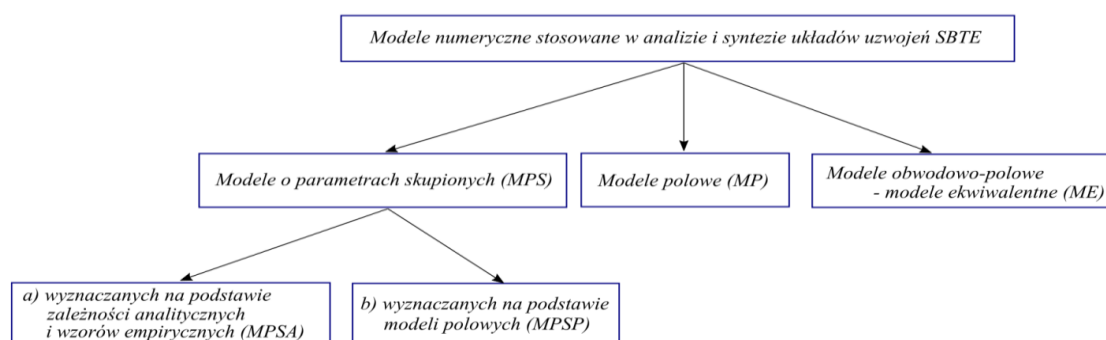 Modele numeryczne stosowane w analizie i syntezie układów uzwojeń SBTE
Modele o parametrach skupionych (MPS)
Modele polowe (MP)
Modele obwodowo-polowe
- modele ekwiwalentne (ME)
a) wyznaczanych na podstawie
zależności analitycznych
i wzorów empirycznych (MPSA)
b) wyznaczanych na podstawie
modeli polowych (MPSP)